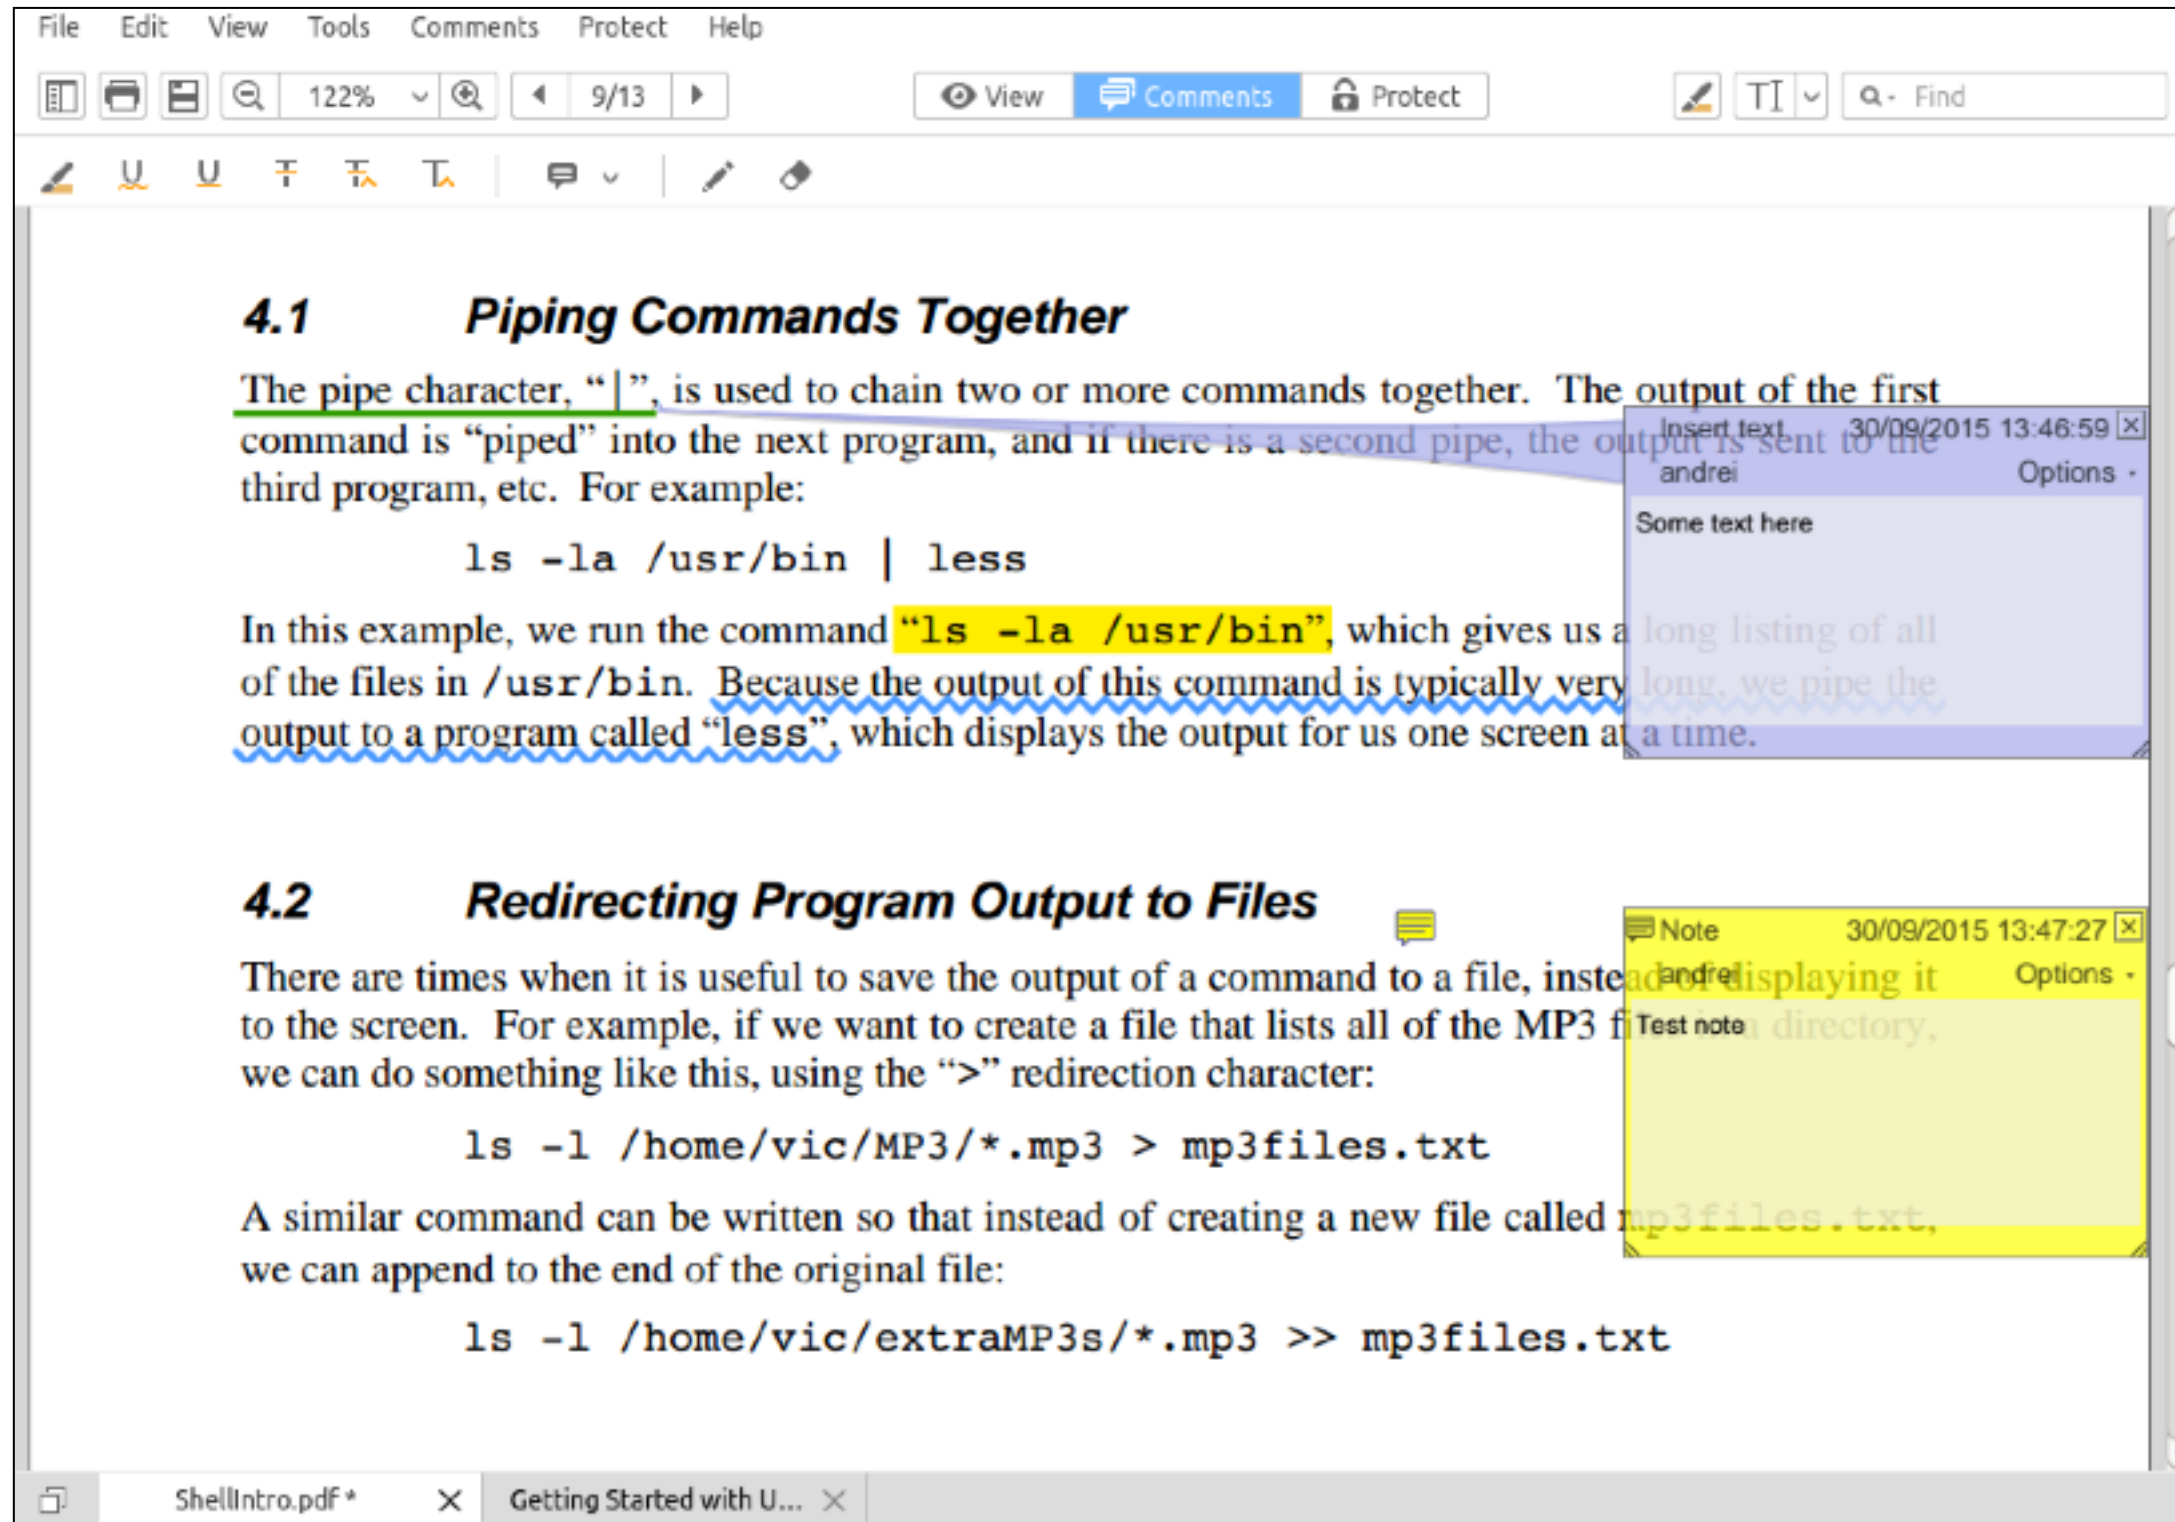 File Edit View Tools Comments Protect Help
122% 9/13 View Comments Protect TI Find
U U T T T
4.1 Piping Commands Together
The pipe character, “|”, is used to chain two or more commands together. The output of the first
command is “piped” into the next program, and if there is a second pipe, the output is sent to the
third program, etc. For example:
ls -la /usr/bin | less
In this example, we run the command “ls -la /usr/bin”, which gives us a long listing of all
of the files in /usr/bin. Because the output of this command is typically very long, we pipe the
output to a program called “less”, which displays the output for us one screen at a time.
Insert text 30/09/2015 13:46:59
andrei Options
Some text here
4.2 Redirecting Program Output to Files
There are times when it is useful to save the output of a command to a file, instead of displaying it
to the screen. For example, if we want to create a file that lists all of the MP3 files in a directory,
we can do something like this, using the “>” redirection character:
ls -l /home/vic/MP3/*.mp3 > mp3files.txt
A similar command can be written so that instead of creating a new file called mp3files.txt,
we can append to the end of the original file:
ls -l /home/vic/extraMP3s/*.mp3 >> mp3files.txt
Note 30/09/2015 13:47:27
andrei Options
Test note
ShellIntro.pdf * Getting Started with U...